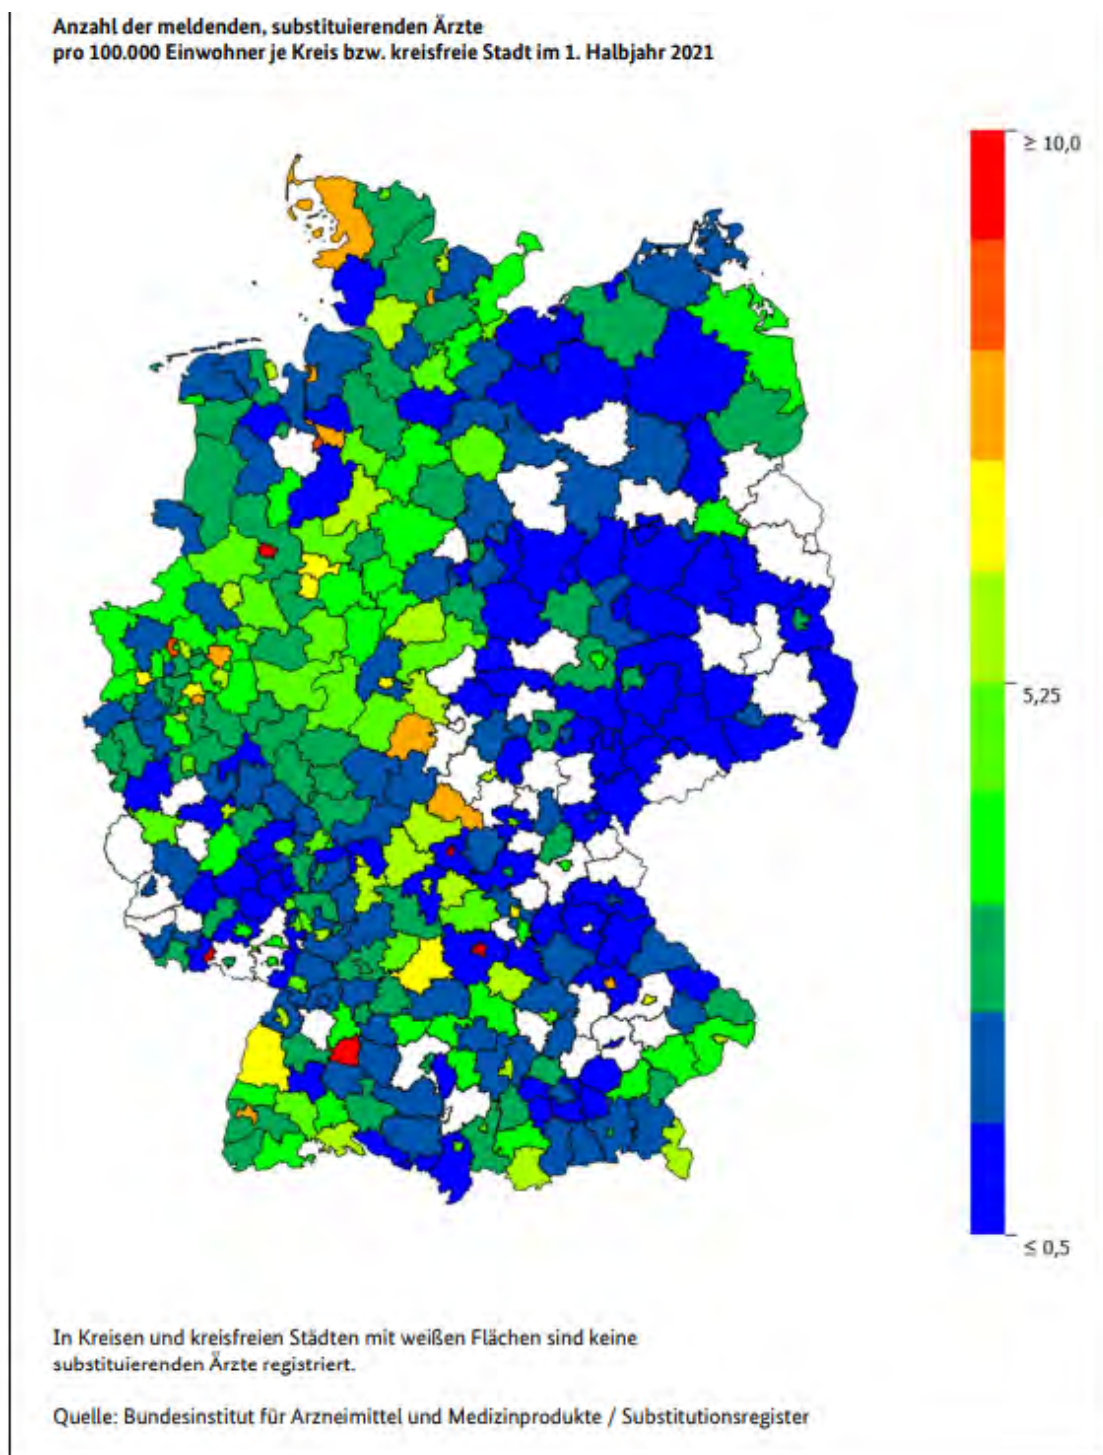 Anzahl der meldenden, substituierenden Ärzte
pro 100.000 Einwohner je Kreis bzw. kreisfreie Stadt im 1. Halbjahr 2021
≥ 10,0
5,25
≤ 0,5
In Kreisen und kreisfreien Städten mit weißen Flächen sind keine
substituierenden Ärzte registriert.
Quelle: Bundesinstitut für Arzneimittel und Medizinprodukte / Substitutionsregister